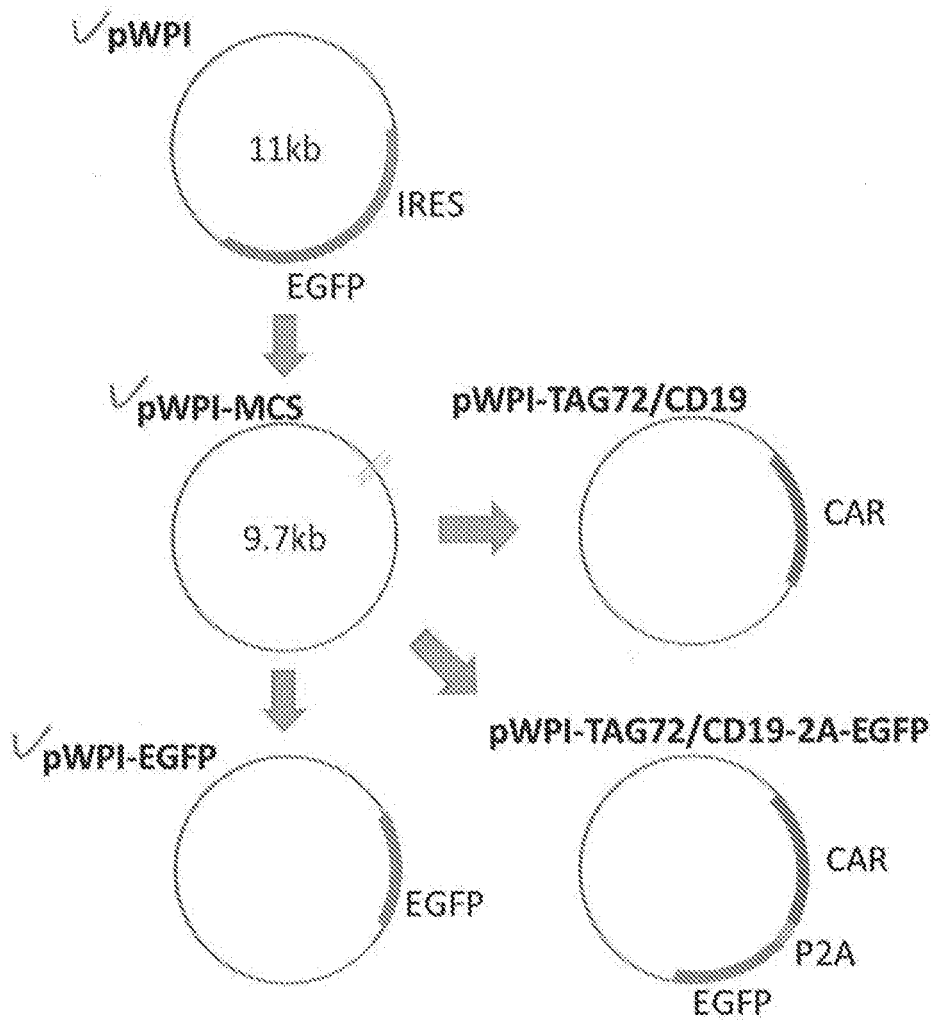 pWPI
11kb
IRES
EGFP
pWPI-MCS
9.7kb
pWPI-TAG72/CD19
CAR
pWPI-EGFP
EGFP
pWPI-TAG72/CD19-2A-EGFP
CAR
P2A
EGFP